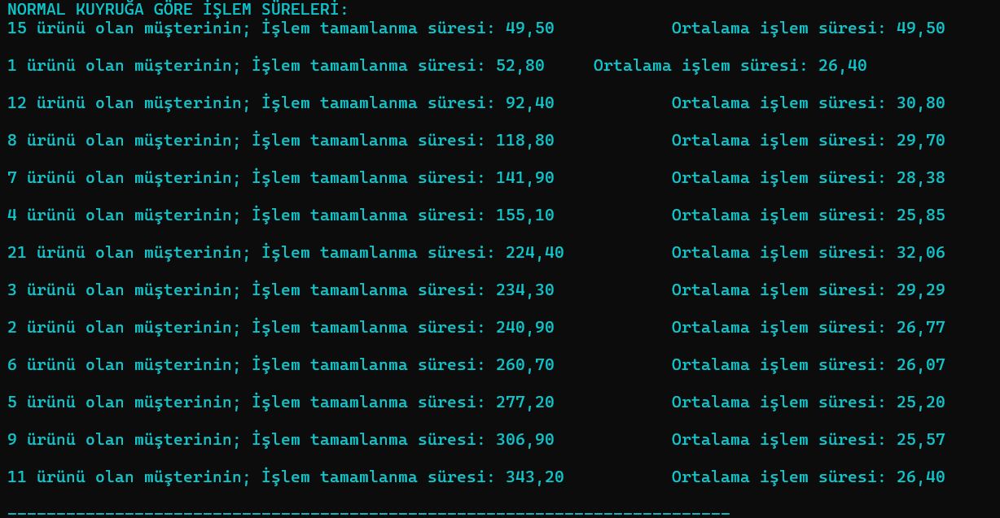 NORMAL KUYRUĞA GÖRE İŞLEM SÜRELERİ:
15 ürünü olan müşterinin; İşlem tamamlanma süresi: 49,50 Ortalama işlem süresi: 49,50
1 ürünü olan müşterinin; İşlem tamamlanma süresi: 52,80 Ortalama işlem süresi: 26,40
12 ürünü olan müşterinin; İşlem tamamlanma süresi: 92,40 Ortalama işlem süresi: 30,80
8 ürünü olan müşterinin; İşlem tamamlanma süresi: 118,80 Ortalama işlem süresi: 29,70
7 ürünü olan müşterinin; İşlem tamamlanma süresi: 141,90 Ortalama işlem süresi: 28,38
4 ürünü olan müşterinin; İşlem tamamlanma süresi: 155,10 Ortalama işlem süresi: 25,85
21 ürünü olan müşterinin; İşlem tamamlanma süresi: 224,40 Ortalama işlem süresi: 32,06
3 ürünü olan müşterinin; İşlem tamamlanma süresi: 234,30 Ortalama işlem süresi: 29,29
2 ürünü olan müşterinin; İşlem tamamlanma süresi: 240,90 Ortalama işlem süresi: 26,77
6 ürünü olan müşterinin; İşlem tamamlanma süresi: 260,70 Ortalama işlem süresi: 26,07
5 ürünü olan müşterinin; İşlem tamamlanma süresi: 277,20 Ortalama işlem süresi: 25,20
9 ürünü olan müşterinin; İşlem tamamlanma süresi: 306,90 Ortalama işlem süresi: 25,57
11 ürünü olan müşterinin; İşlem tamamlanma süresi: 343,20 Ortalama işlem süresi: 26,40
--------------------------------------------------------------------------